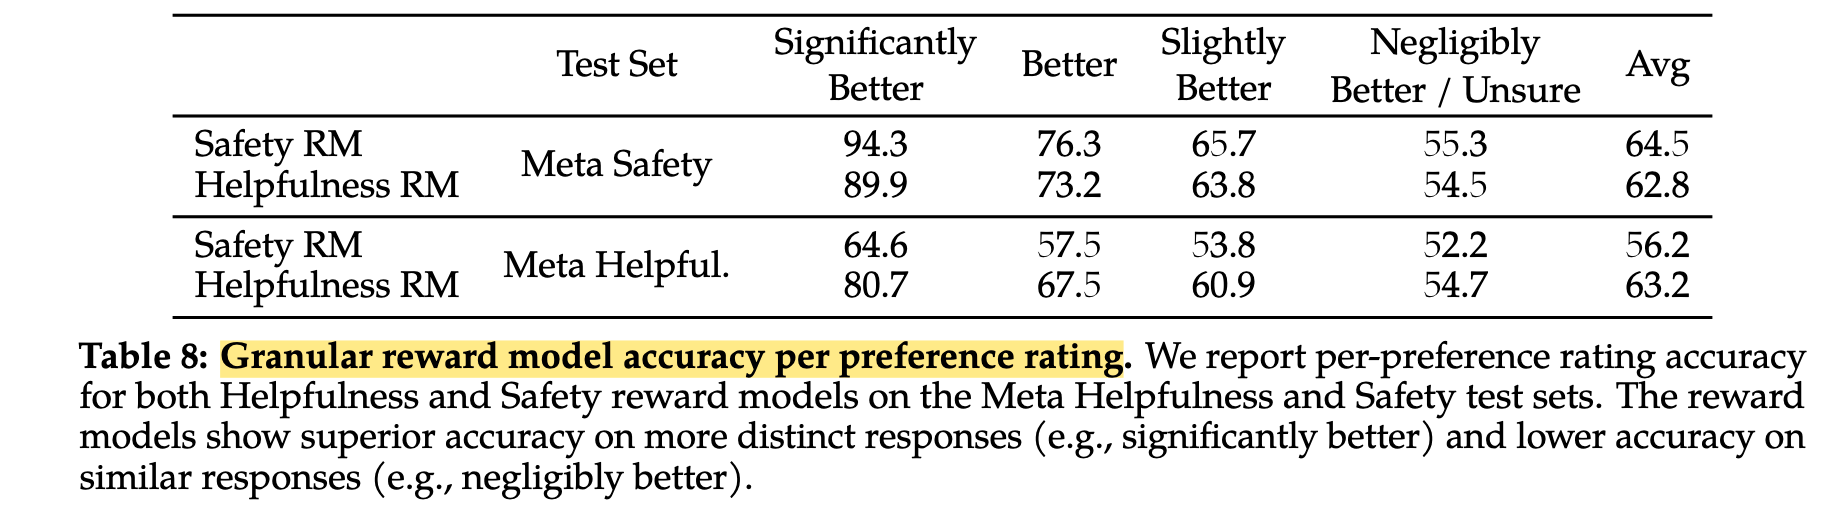 Test Set Significantly Better Better Slightly Better Negligibly Better / Unsure Avg
Safety RM Meta Safety 94.3 76.3 65.7 55.3 64.5
Helpfulness RM 89.9 73.2 63.8 54.5 62.8
Safety RM Meta Helpful. 64.6 57.5 53.8 52.2 56.2
Helpfulness RM 80.7 67.5 60.9 54.7 63.2
Table 8: Granular reward model accuracy per preference rating. We report per-preference rating accuracy
for both Helpfulness and Safety reward models on the Meta Helpfulness and Safety test sets. The reward
models show superior accuracy on more distinct responses (e.g., significantly better) and lower accuracy on
similar responses (e.g., negligibly better).